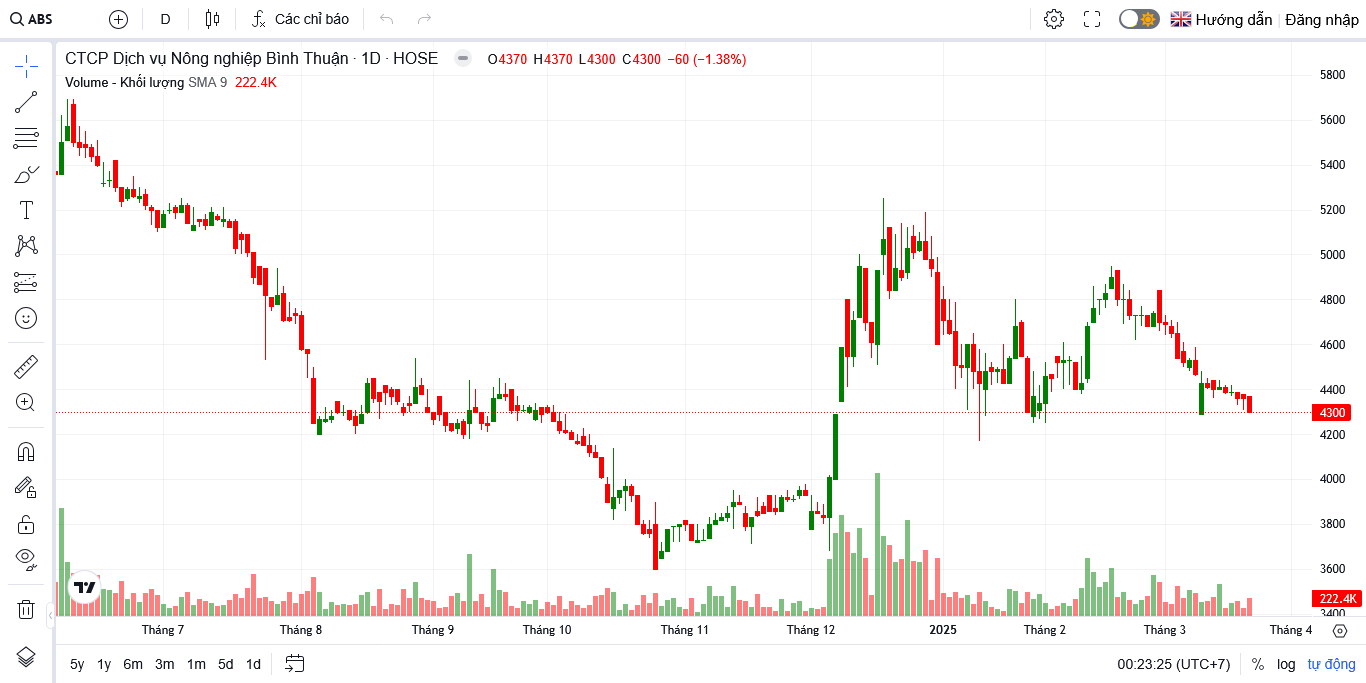 ABS D Các chỉ báo Hướng dẫn Đăng nhập
CTCP Dịch vụ Nông nghiệp Bình Thuận · 1D · HOSE O4370 H4370 L4300 C4300 −60 (−1.38%)
Volume - Khối lượng SMA 9 222.4K
5800
5600
5400
5200
5000
4800
4600
4400
4300
4200
4000
3800
3600
222.4K
3400
Tháng 7 Tháng 8 Tháng 9 Tháng 10 Tháng 11 Tháng 12 2025 Tháng 2 Tháng 3 Tháng 4
5y 1y 6m 3m 1m 5d 1d 00:23:25 (UTC+7) % log tự động